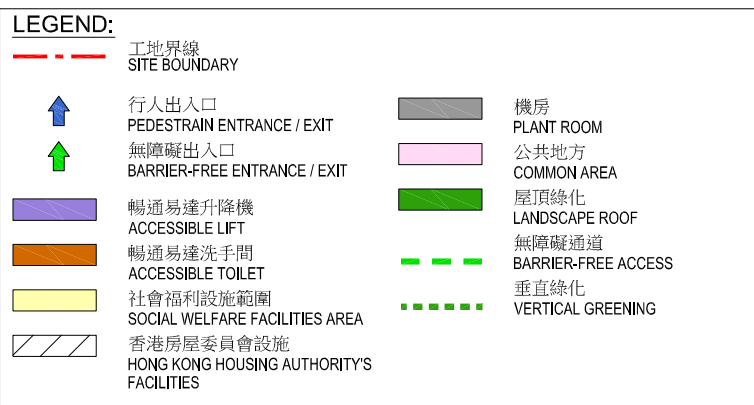 LEGEND:
工地界線
SITE BOUNDARY
行人出入口
PEDESTRAIN ENTRANCE / EXIT
無障礙出入口
BARRIER-FREE ENTRANCE / EXIT
暢通易達升降機
ACCESSIBLE LIFT
暢通易達洗手間
ACCESSIBLE TOILET
社會福利設施範圍
SOCIAL WELFARE FACILITIES AREA
香港房屋委員會設施
HONG KONG HOUSING AUTHORITY'S
FACILITIES
機房
PLANT ROOM
公共地方
COMMON AREA
屋頂綠化
LANDSCAPE ROOF
無障礙通道
BARRIER-FREE ACCESS
垂直綠化
VERTICAL GREENING